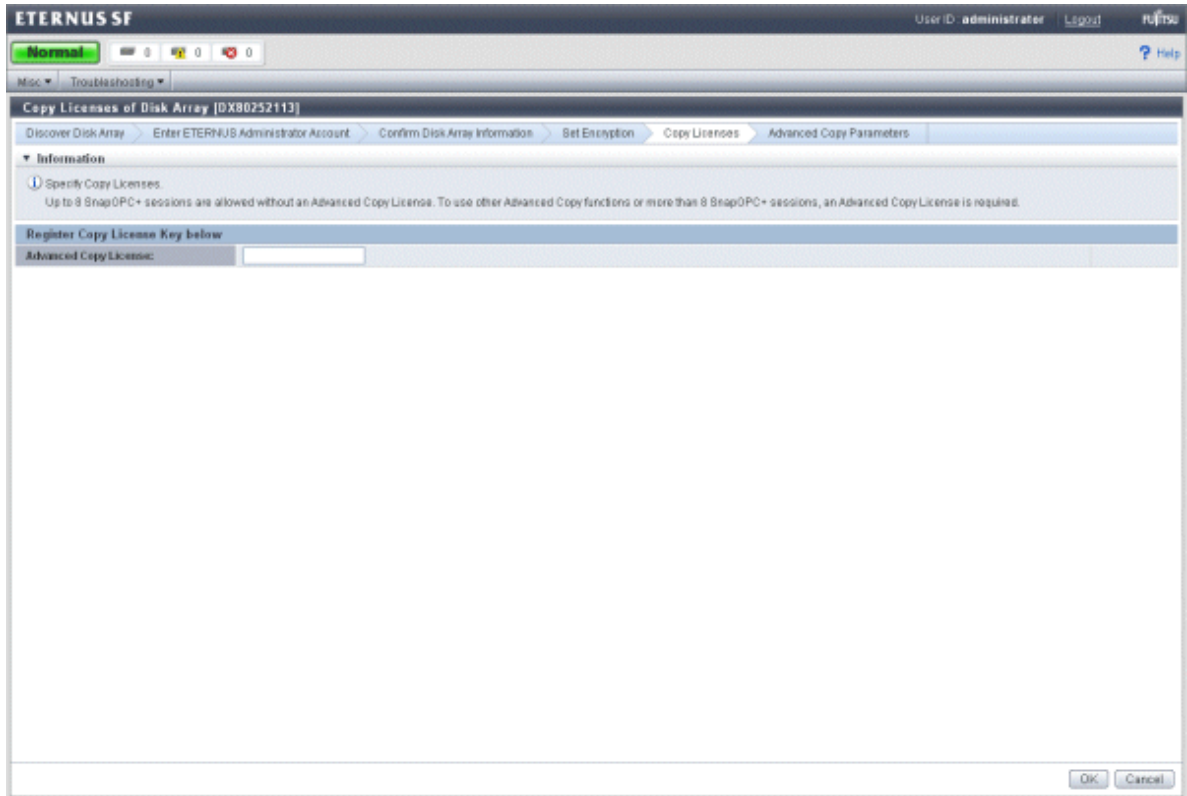 ETERNUS SF
UserID: administrator Logout FUJITSU
Normal 0 0 0 Help
Misc Troubleshooting
Copy Licenses of Disk Array [DX80252113]
Discover Disk Array Enter ETERNUS Administrator Account Confirm Disk Array Information Set Encryption Copy Licenses Advanced Copy Parameters
Information
Specify Copy Licenses.
Up to 8 SnapOPC+ sessions are allowed without an Advanced Copy License. To use other Advanced Copy functions or more than 8 SnapOPC+ sessions, an Advanced Copy License is required.
Register Copy License Key below
Advanced Copy License:
OK Cancel